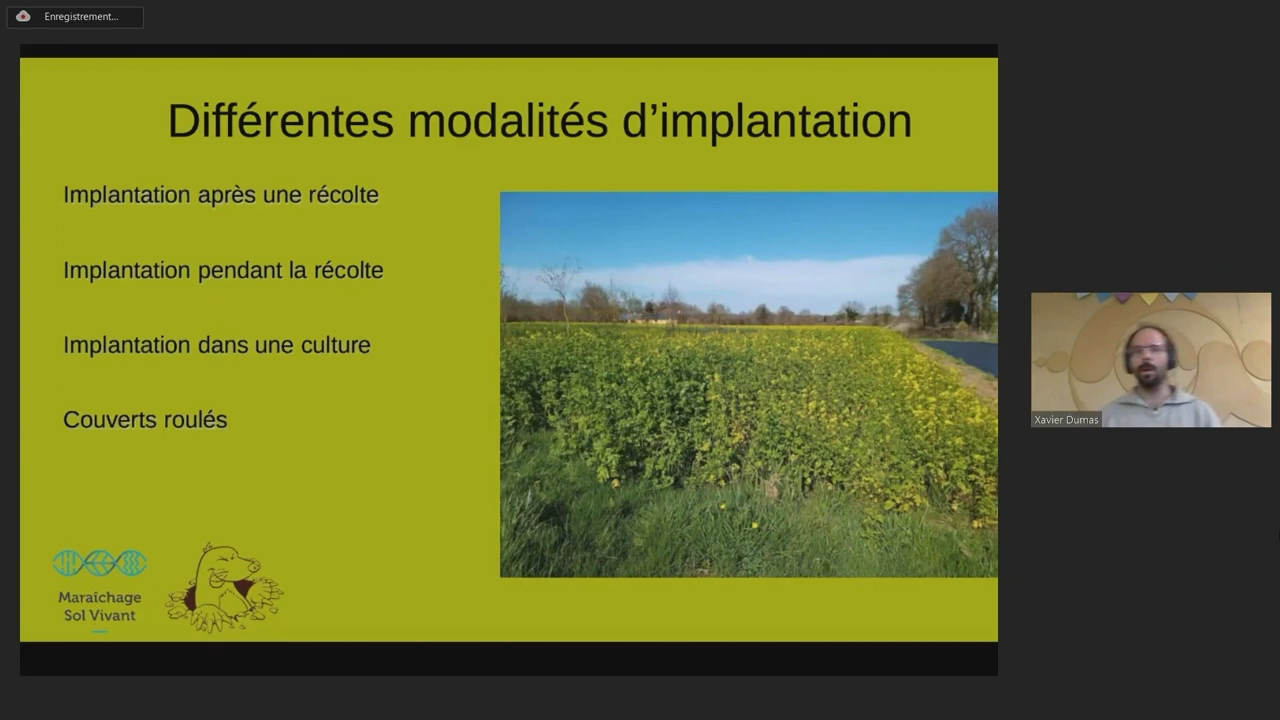 Enregistrement...
Différentes modalités d’implantation
Implantation après une récolte
Implantation pendant la récolte
Implantation dans une culture
Couverts roulés
Maraîchage
Sol Vivant
Xavier Dumas